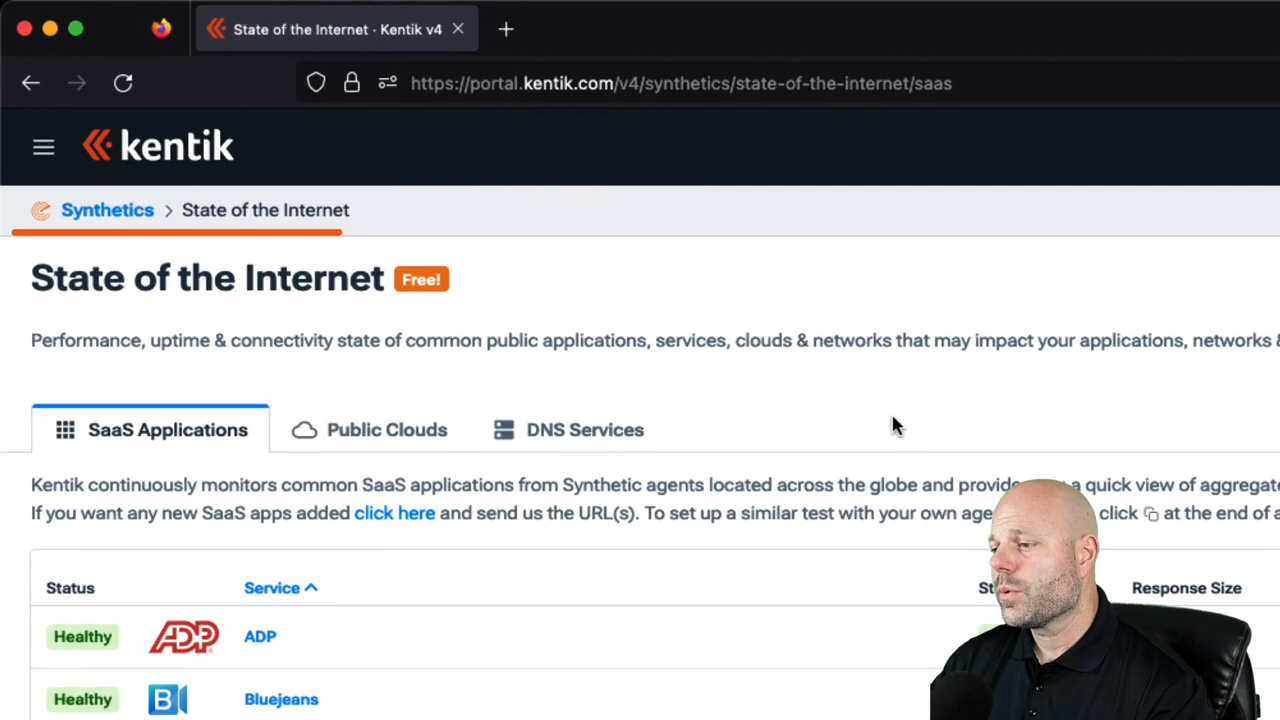 State of the Internet · Kentik v4
https://portal.kentik.com/v4/synthetics/state-of-the-internet/saas
kentik
Synthetics > State of the Internet
State of the Internet Free!
Performance, uptime & connectivity state of common public applications, services, clouds & networks that may impact your applications, networks &
SaaS Applications Public Clouds DNS Services
Kentik continuously monitors common SaaS applications from Synthetic agents located across the globe and a quick view of
If you want any new SaaS apps added click here and send us the URL(s). To set up a similar test with your own click at the end of a
Status Service Response Size
Healthy ADP ADP
Healthy B Bluejeans